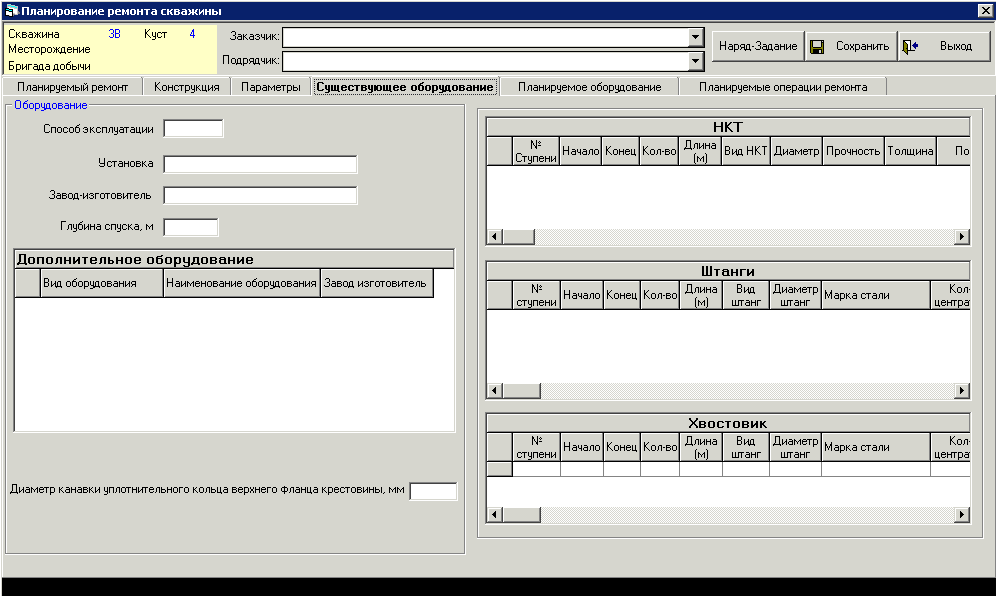 Планирование ремонта скважины
Скважина 3В Куст 4
Месторождение
Бригада добычи
Заказчик:
Подрядчик:
Наряд-Задание
Сохранить
Выход
Планируемый ремонт
Конструкция
Параметры
Существующее оборудование
Планируемое оборудование
Планируемые операции ремонта
Оборудование
Способ эксплуатации
Установка
Завод-изготовитель
Глубина спуска, м
Дополнительное оборудование
Вид оборудования Наименование оборудования Завод изготовитель
Диаметр канавки уплотнительного кольца верхнего фланца крестовины, мм
НКТ
№ Ступени Начало Конец Кол-во Длина (м) Вид НКТ Диаметр Прочность Толщина По
Штанги
№ ступени Начало Конец Кол-во Длина (м) Вид штанг Диаметр штанг Марка стали Кол- центра
Хвостовик
№ ступени Начало Конец Кол-во Длина (м) Вид штанг Диаметр штанг Марка стали Кол- центра